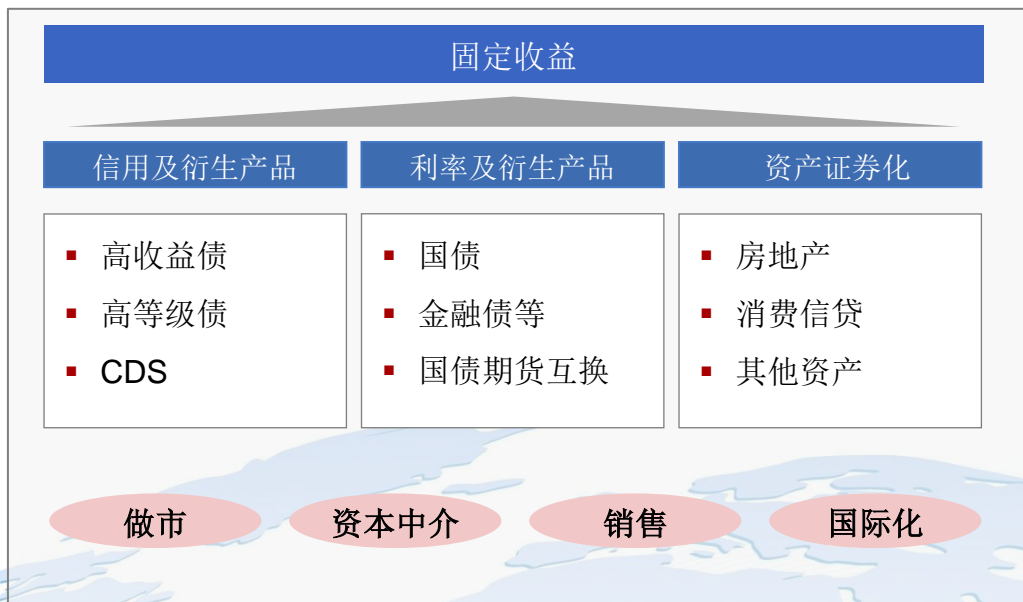 固定收益
信用及衍生产品
利率及衍生产品
资产证券化
高收益债
高等级债
CDS
国债
金融债等
国债期货互换
房地产
消费信贷
其他资产
做市
资本中介
销售
国际化